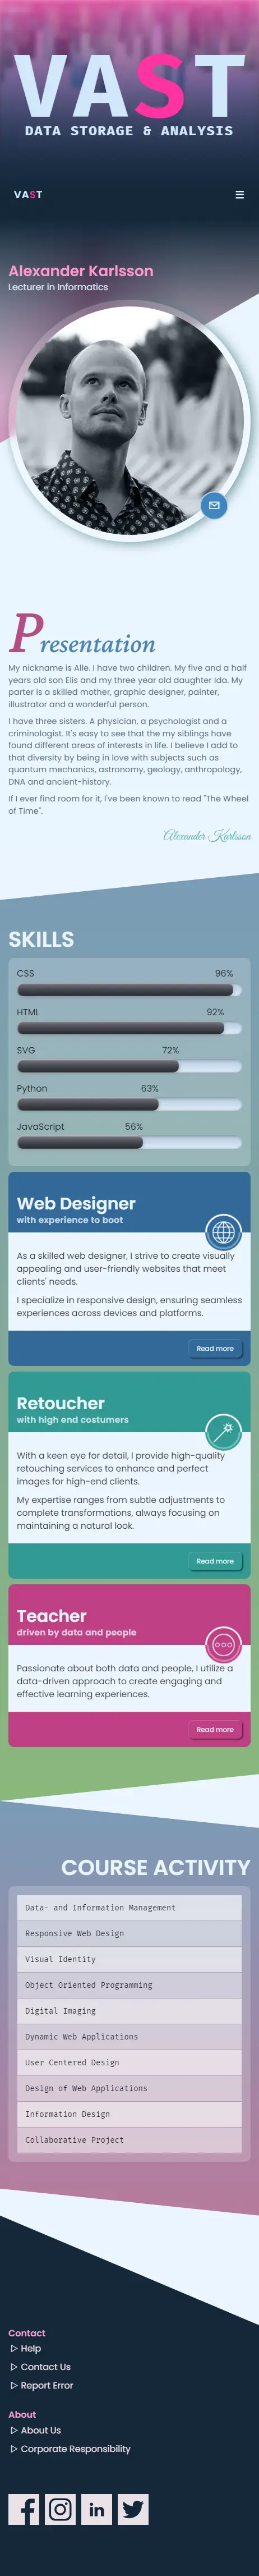 VAST
DATA STORAGE & ANALYSIS
VAST
Alexander Karlsson
Lecturer in Informatics
Presentation
My nickname is Alle. I have two children. My five and a half
years old son Elis and my three year old daughter Ida. My
parter is a skilled mother, graphic designer, painter,
illustrator and a wonderful person.
I have three sisters. A physician, a psychologist and a
criminologist. It's easy to see that the my siblings have
found different areas of interests in life. I believe I add to
that diversity by being in love with subjects such as
quantum mechanics, astronomy, geology, anthropology,
DNA and ancient-history.
If I ever find room for it, I've been known to read "The Wheel
of Time".
Alexander Karlsson
SKILLS
CSS 96%
HTML 92%
SVG 72%
Python 63%
JavaScript 56%
Web Designer
with experience to boot
As a skilled web designer, I strive to create visually
appealing and user-friendly websites that meet
clients' needs.
I specialize in responsive design, ensuring seamless
experiences across devices and platforms.
Read more
Retoucher
with high end costumers
With a keen eye for detail, I provide high-quality
retouching services to enhance and perfect
images for high-end clients.
My expertise ranges from subtle adjustments to
complete transformations, always focusing on
maintaining a natural look.
Read more
Teacher
driven by data and people
Passionate about both data and people, I utilize a
data-driven approach to create engaging and
effective learning experiences.
Read more
COURSE ACTIVITY
Data- and Information Management
Responsive Web Design
Visual Identity
Object Oriented Programming
Digital Imaging
Dynamic Web Applications
User Centered Design
Design of Web Applications
Information Design
Collaborative Project
Contact
Help
Contact Us
Report Error
About
About Us
Corporate Responsibility